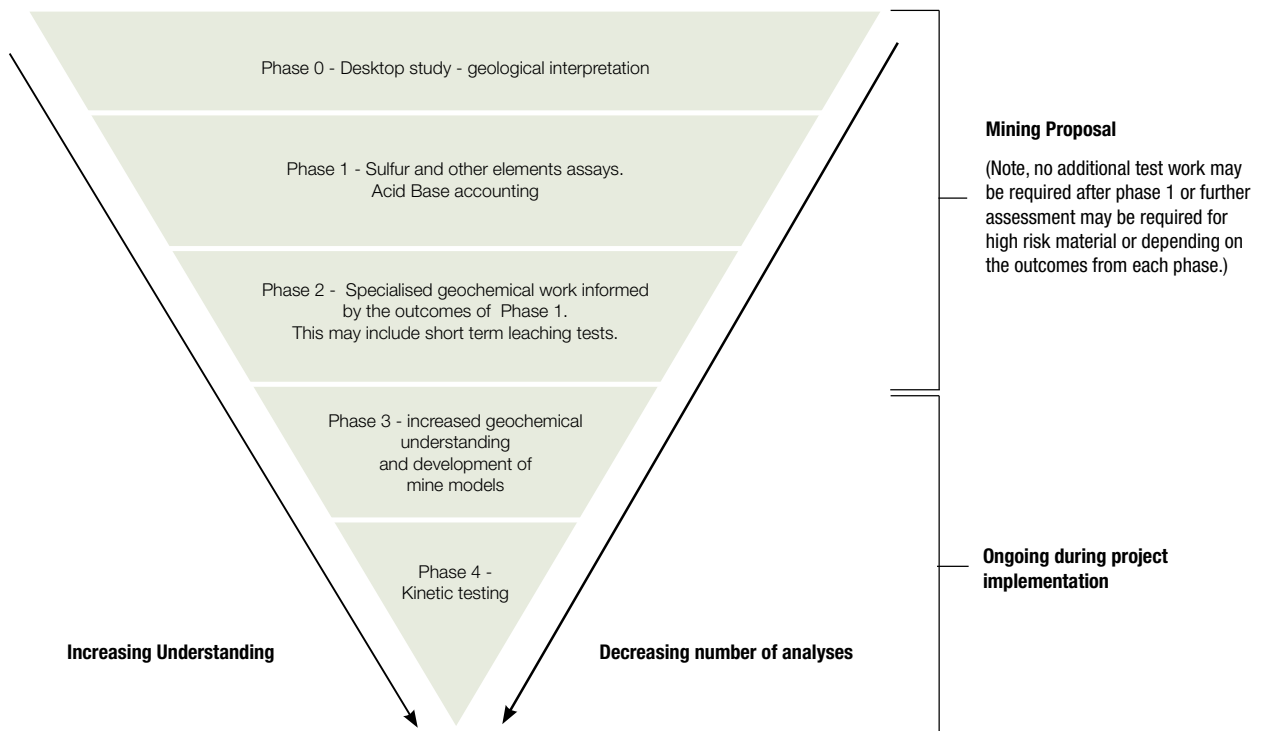 Phase 0 - Desktop study - geological interpretation
Phase 1 - Sulfur and other elements assays.
Acid Base accounting
Phase 2 - Specialised geochemical work informed
by the outcomes of Phase 1.
This may include short term leaching tests.
Phase 3 - increased geochemical
understanding
and development of
mine models
Phase 4 -
Kinetic testing
Increasing Understanding
Decreasing number of analyses
Mining Proposal
(Note, no additional test work may
be required after phase 1 or further
assessment may be required for
high risk material or depending on
the outcomes from each phase.)
Ongoing during project
implementation